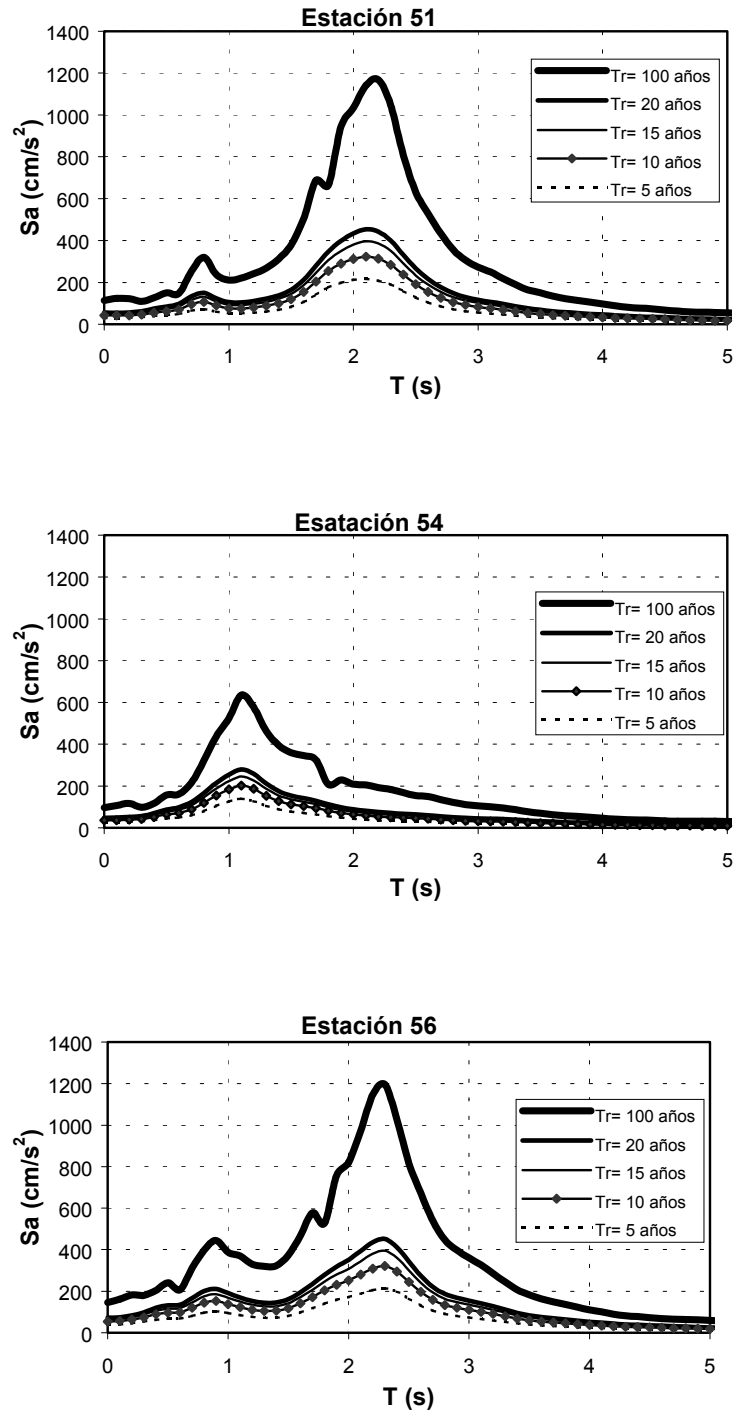 Estación 51
1400
1200
1000
800
600
400
200
0
Sa (cm/s²)
Tr= 100 años
Tr= 20 años
Tr= 15 años
Tr= 10 años
Tr= 5 años
0 1 2 3 4 5
T (s)
Esatación 54
1400
1200
1000
800
600
400
200
0
Sa (cm/s²)
Tr= 100 años
Tr= 20 años
Tr= 15 años
Tr= 10 años
Tr= 5 años
0 1 2 3 4 5
T (s)
Estación 56
1400
1200
1000
800
600
400
200
0
Sa (cm/s²)
Tr= 100 años
Tr= 20 años
Tr= 15 años
Tr= 10 años
Tr= 5 años
0 1 2 3 4 5
T (s)